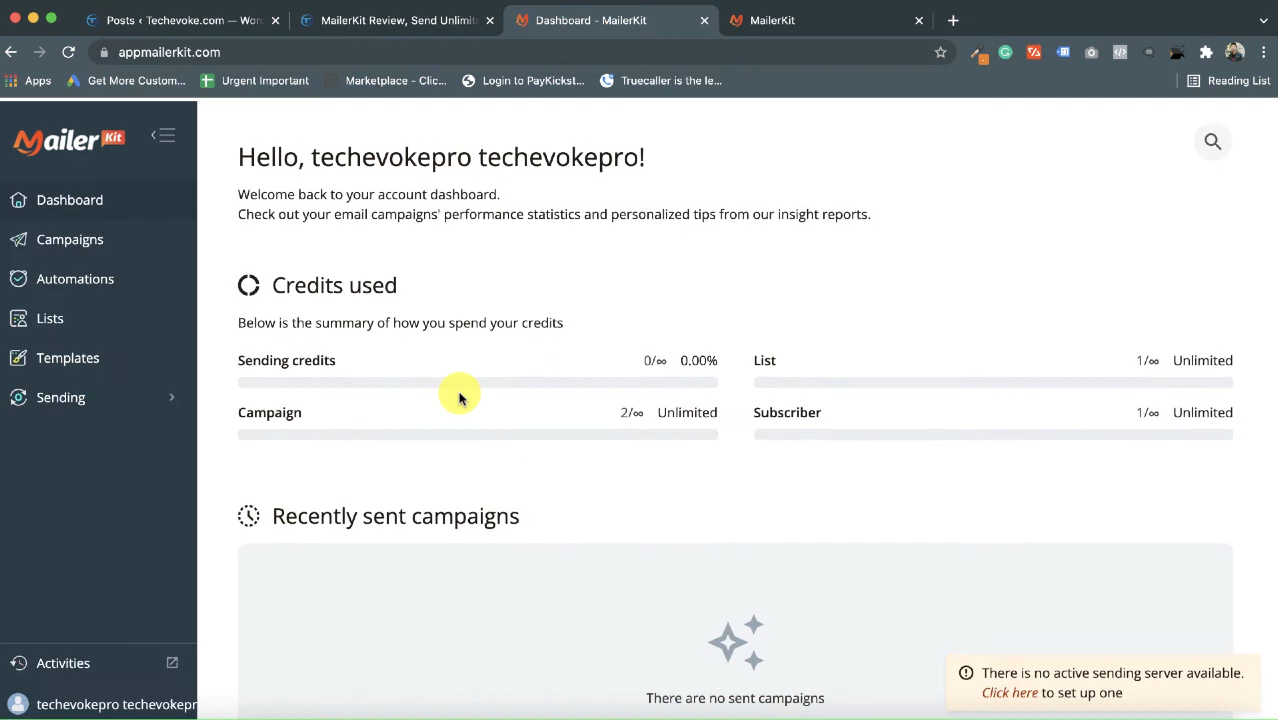 Posts ‹ Techevoke.com — Wor
MailerKit Review, Send Unlimite
Dashboard - MailerKit
MailerKit
appmailerkit.com
Apps
Get More Custom...
Urgent Important
Marketplace - Clic...
Login to PayKickst...
Truecaller is the le...
Reading List
Mailer Kit
Dashboard
Campaigns
Automations
Lists
Templates
Sending
Activities
techevokepro techevokepr
Hello, techevokepro techevokepro!
Welcome back to your account dashboard.
Check out your email campaigns' performance statistics and personalized tips from our insight reports.
Credits used
Below is the summary of how you spend your credits
Sending credits 0/∞ 0.00%
List 1/∞ Unlimited
Campaign 2/∞ Unlimited
Subscriber 1/∞ Unlimited
Recently sent campaigns
There are no sent campaigns
There is no active sending server available.
Click here to set up one